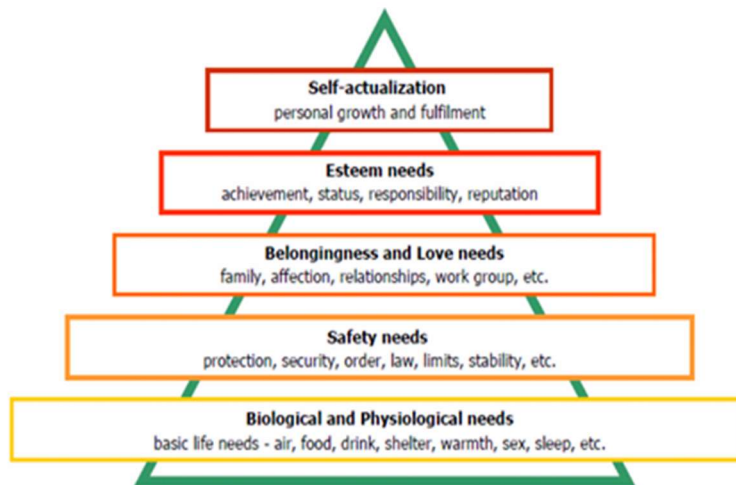 Self-actualization
personal growth and fulfilment
Esteem needs
achievement, status, responsibility, reputation
Belongingness and Love needs
family, affection, relationships, work group, etc.
Safety needs
protection, security, order, law, limits, stability, etc.
Biological and Physiological needs
basic life needs - air, food, drink, shelter, warmth, sex, sleep, etc.